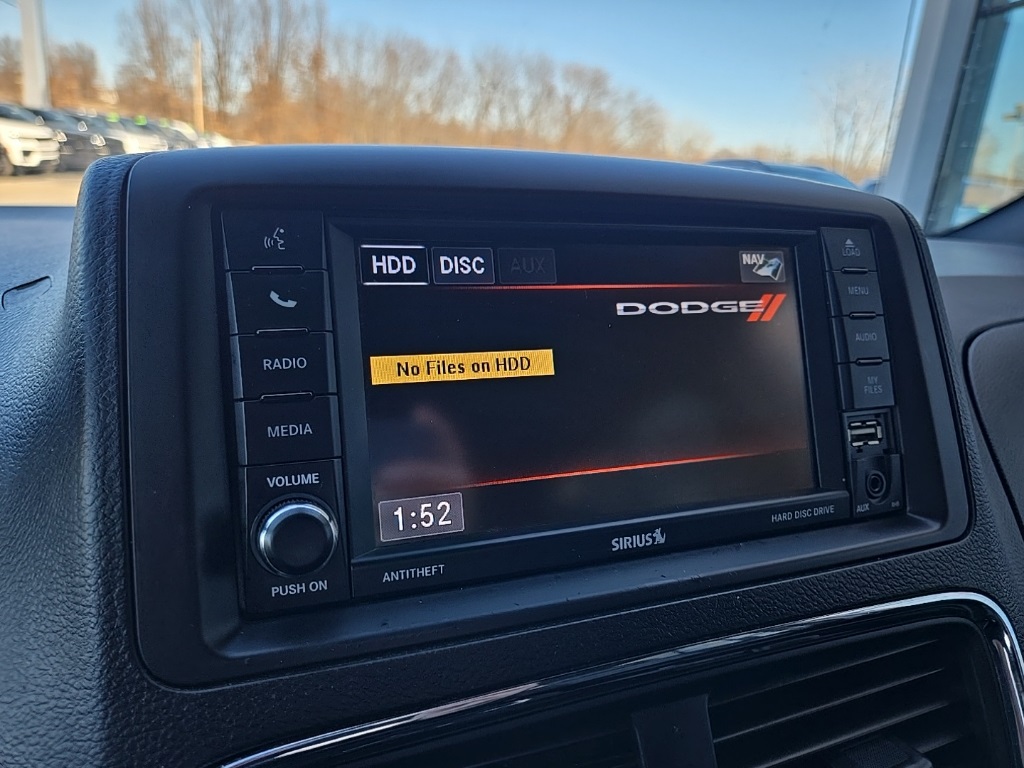 HDD DISC AUX NAV
LOAD
DODGE
MENU
RADIO
No Files on HDD
AUDIO
MY
FILES
MEDIA
VOLUME
1:52
PUSH ON
ANTITHEFT
SIRIUS
HARD DISC DRIVE
AUX